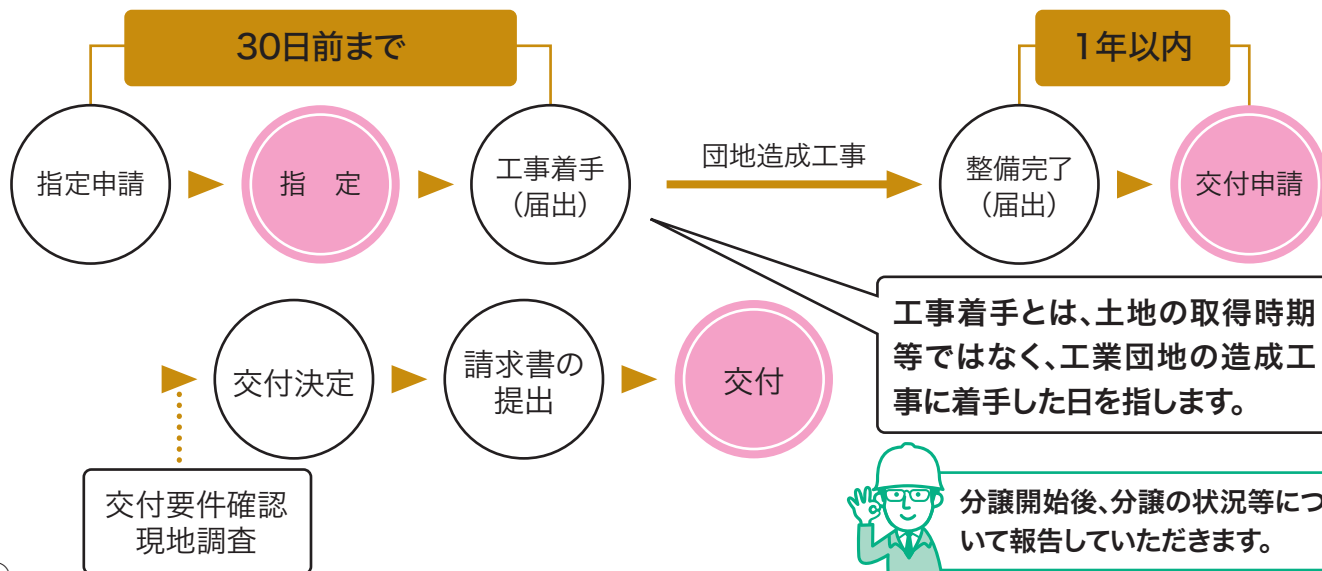 30日前まで
1年以内
指定申請
指　定
工事着手
（届出）
団地造成工事
整備完了
（届出）
交付申請
工事着手とは、土地の取得時期
等ではなく、工業団地の造成工
事に着手した日を指します。
交付決定
請求書の
提出
交付
交付要件確認
現地調査
分譲開始後、分譲の状況等につ
いて報告していただきます。